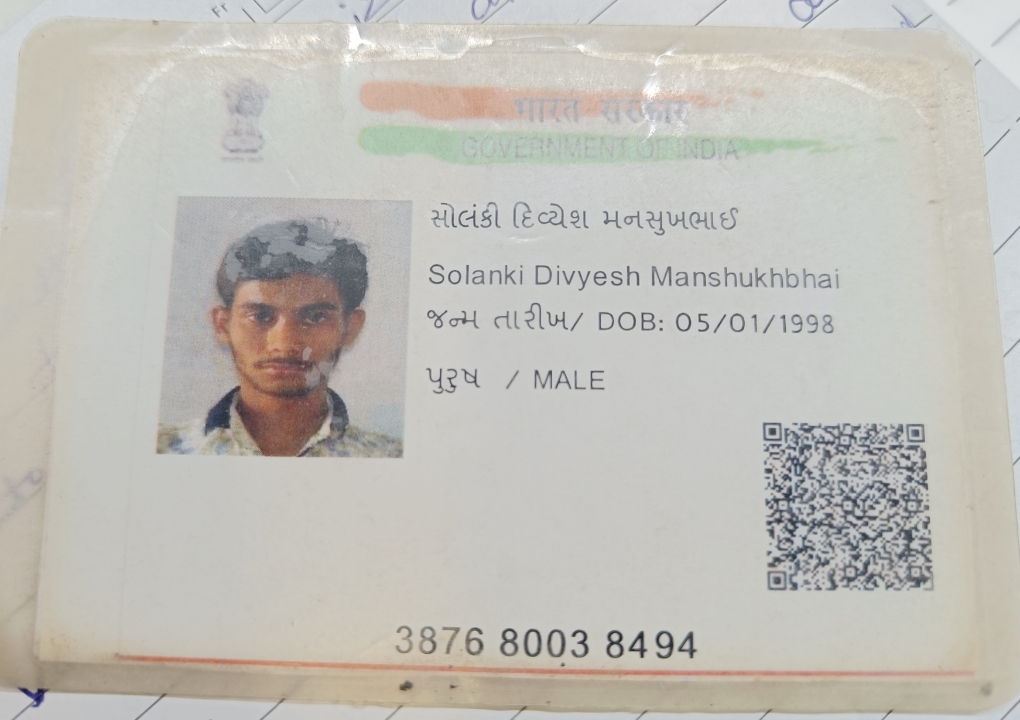 भारत सरकार
GOVERNMENT OF INDIA
સોલંકી દિવ્યેશ મનસુખભાઈ
Solanki Divyesh Manshukhbhai
જન્મ તારીખ/ DOB: 05/01/1998
પુરુષ / MALE
3876 8003 8494